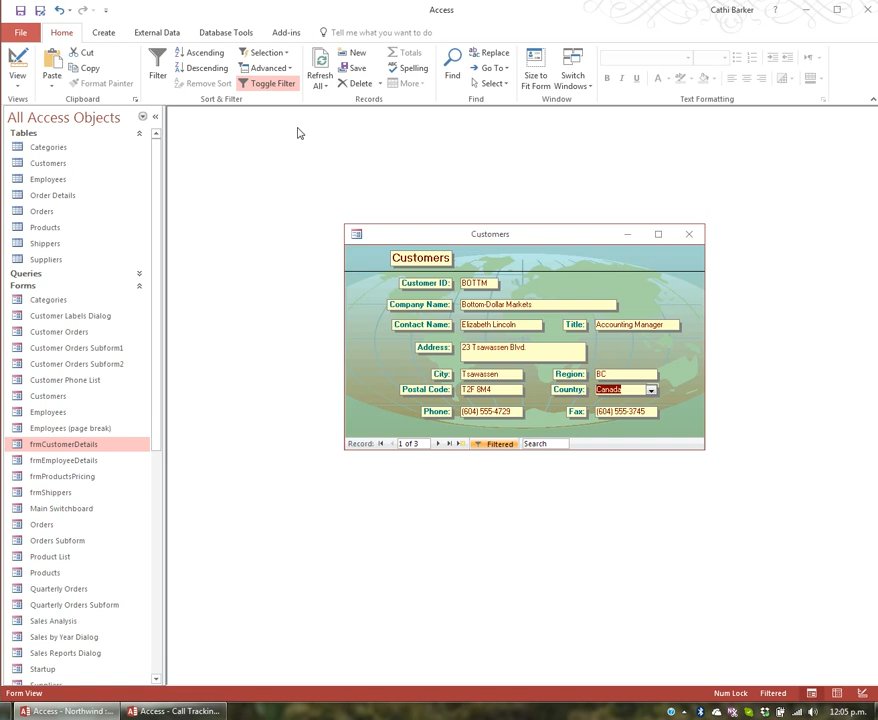 Access
Cathi Barker
?
File
Home
Create
External Data
Database Tools
Add-ins
Tell me what you want to do
View
Views
Paste
Cut
Copy
Format Painter
Clipboard
Filter
Ascending
Descending
Remove Sort
Selection
Advanced
Toggle Filter
Sort & Filter
Refresh
All
New
Save
Delete
Totals
Spelling
More
Records
Find
Replace
Go To
Select
Find
Size to
Fit Form
Switch
Windows
Window
B I U
A
Text Formatting
All Access Objects
Tables
Categories
Customers
Employees
Order Details
Orders
Products
Shippers
Suppliers
Queries
Forms
Categories
Customer Labels Dialog
Customer Orders
Customer Orders Subform1
Customer Orders Subform2
Customer Phone List
Customers
Employees
Employees (page break)
frmCustomerDetails
frmEmployeeDetails
frmProductsPricing
frmShippers
Main Switchboard
Orders
Orders Subform
Product List
Products
Quarterly Orders
Quarterly Orders Subform
Sales Analysis
Sales by Year Dialog
Sales Reports Dialog
Startup
Suppliers
Customers
Customers
Customer ID: BOTTM
Company Name: Bottom-Dollar Markets
Contact Name: Elizabeth Lincoln Title: Accounting Manager
Address: 23 Tsawassen Blvd.
City: Tsawassen Region: BC
Postal Code: T2F 8M4 Country: Canada
Phone: (604) 555-4729 Fax: (604) 555-3745
Record: 1 of 3 Filtered Search
Form View
Num Lock Filtered
Access - Northwind :...
Access - Call Trackin...
12:05 p.m.